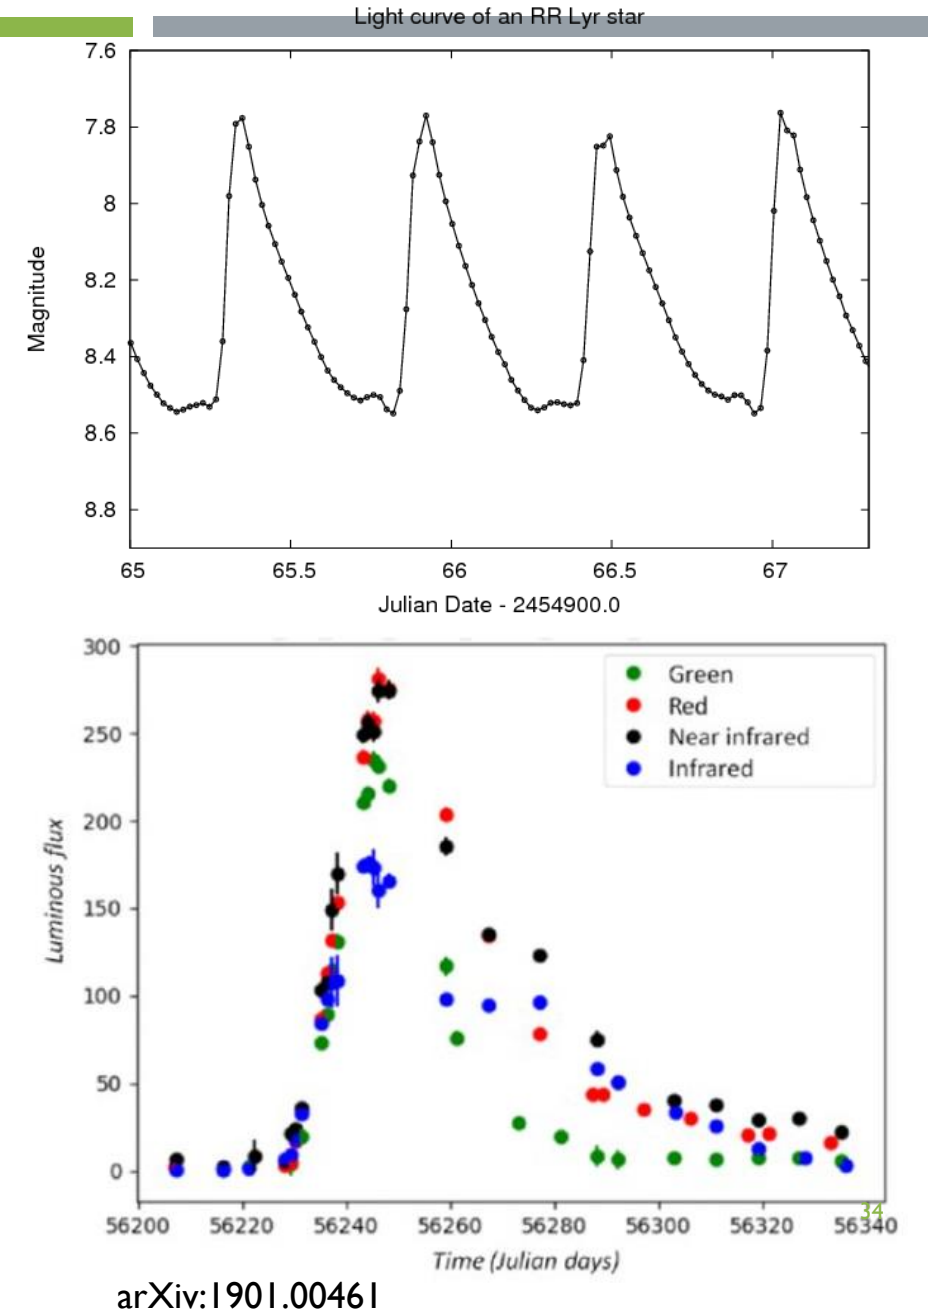 Light curve of an RR Lyr star
7.6
7.8
8
8.2
8.4
8.6
8.8
Magnitude
65
65.5
66
66.5
67
Julian Date - 2454900.0
300
250
200
150
100
50
0
Luminous flux
Green
Red
Near infrared
Infrared
34
56200
56220
56240
56260
56280
56300
56320
56340
Time (Julian days)
arXiv:1901.00461